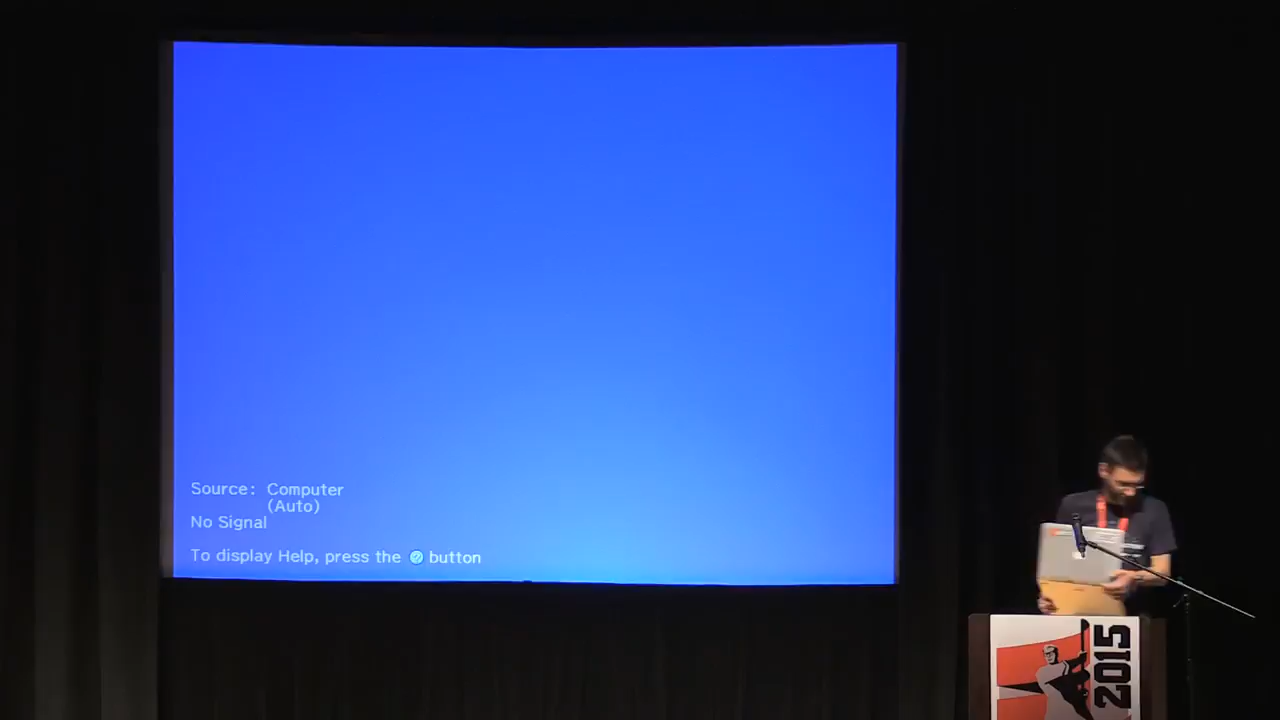 Source: Computer
(Auto)
No Signal
To display Help, press the button
2015